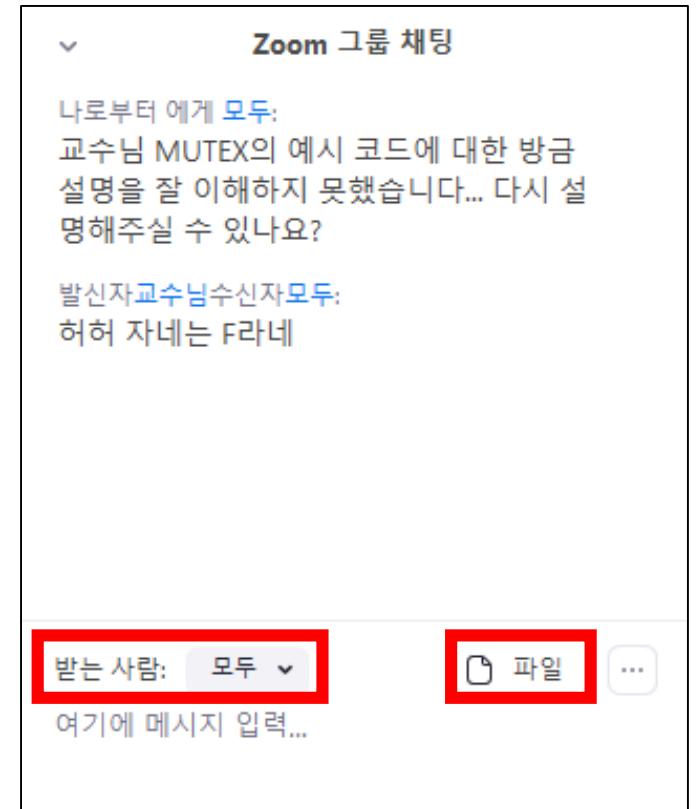 Zoom 그룹 채팅
나로부터 에게 모두:
교수님 MUTEX의 예시 코드에 대한 방금
설명을 잘 이해하지 못했습니다... 다시 설
명해주실 수 있나요?
발신자교수님수신자모두:
허허 자네는 F라네
받는 사람: 모두 파일 ...
여기에 메시지 입력...